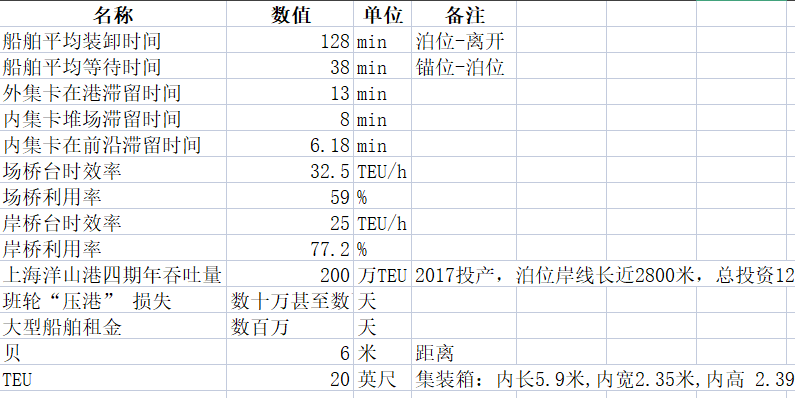 名称 数值 单位 备注
船舶平均装卸时间 128 min 泊位-离开
船舶平均等待时间 38 min 锚位-泊位
外集卡在港滞留时间 13 min
内集卡堆场滞留时间 8 min
内集卡在前沿滞留时间 6.18 min
场桥台时效率 32.5 TEU/h
场桥利用率 59 %
岸桥台时效率 25 TEU/h
岸桥利用率 77.2 %
上海洋山港四期年吞吐量 200 万TEU 2017投产，泊位岸线长近2800米，总投资12
班轮“压港” 损失 数十万甚至数 天
大型船舶租金 数百万 天
贝 6 米 距离
TEU 20 英尺 集装箱：内长5.9米,内宽2.35米,内高 2.39